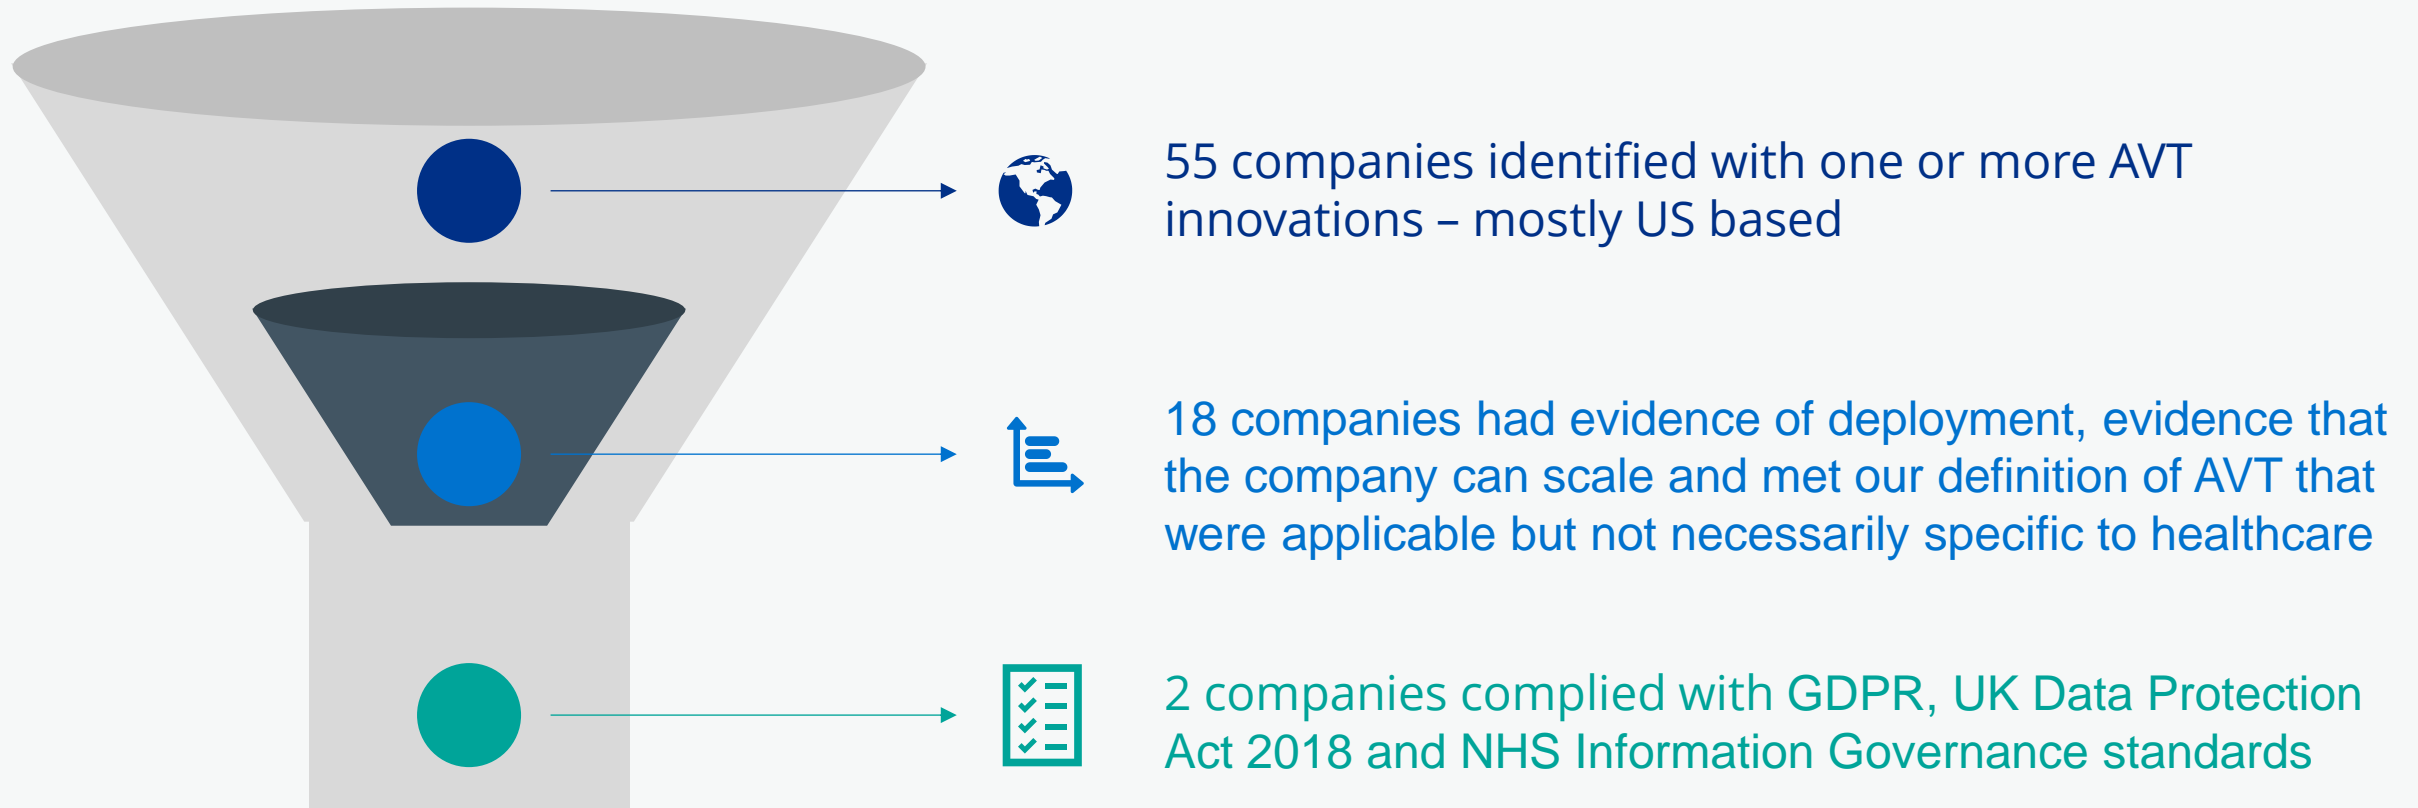 55 companies identified with one or more AVT
innovations – mostly US based
18 companies had evidence of deployment, evidence that
the company can scale and met our definition of AVT that
were applicable but not necessarily specific to healthcare
2 companies complied with GDPR, UK Data Protection
Act 2018 and NHS Information Governance standards